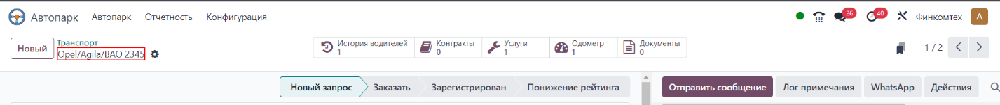 Автопарк Автопарк Отчетность Конфигурация 26 40 Финкомтех A
Новый
Транспорт
Opel/Agila/BAO 2345
История водителей
1
Контракты
0
Услуги
1
Одометр
1
Документы
0
1 / 2
Новый запрос Заказать Зарегистрирован Понижение рейтинга
Отправить сообщение Лог примечания WhatsApp Действия